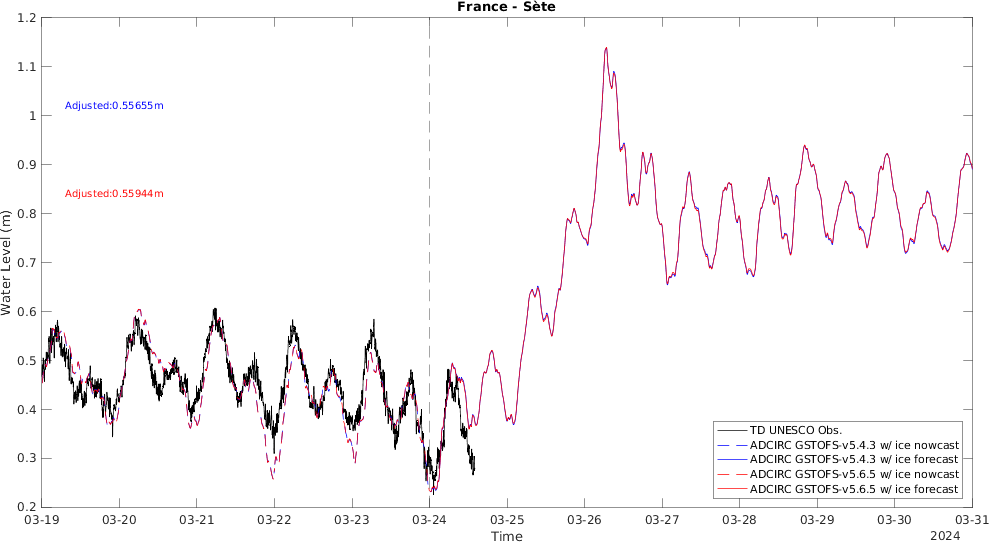 France - Sète
Water Level (m)
1.2
1.1
1
0.9
0.8
0.7
0.6
0.5
0.4
0.3
0.2
Adjusted:0.55655m
Adjusted:0.55944m
TD UNESCO Obs.
ADCIRC GSTOFS-v5.4.3 w/ ice nowcast
ADCIRC GSTOFS-v5.4.3 w/ ice forecast
ADCIRC GSTOFS-v5.6.5 w/ ice nowcast
ADCIRC GSTOFS-v5.6.5 w/ ice forecast
03-19 03-20 03-21 03-22 03-23 03-24 03-25 03-26 03-27 03-28 03-29 03-30 03-31
Time
2024